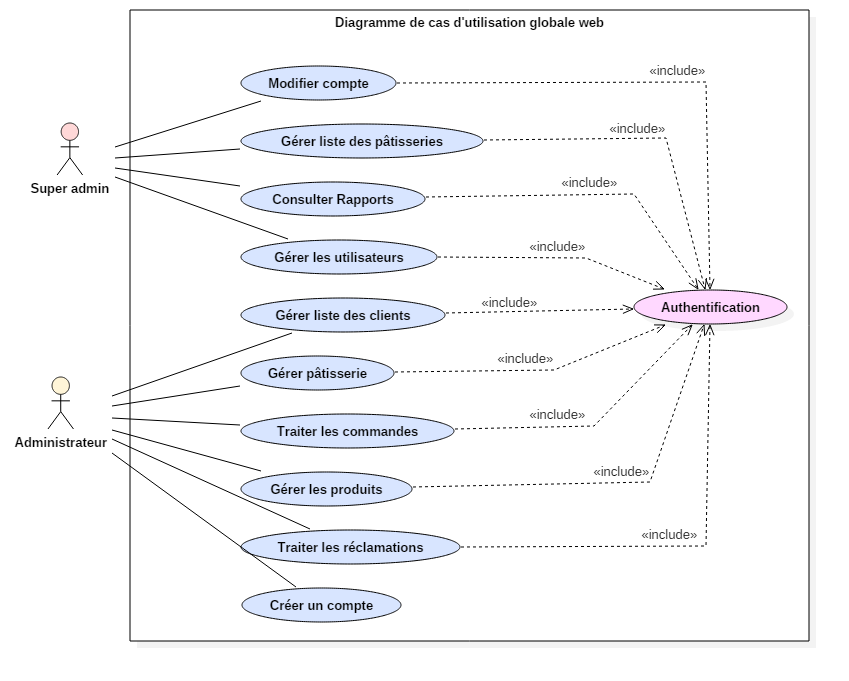 Diagramme de cas d'utilisation globale web
«include»
Modifier compte
«include»
Gérer liste des pâtisseries
Super admin
«include»
Consulter Rapports
«include»
Gérer les utilisateurs
«include»
Authentification
Gérer liste des clients
«include»
Gérer pâtisserie
«include»
Traiter les commandes
Administrateur
«include»
Gérer les produits
«include»
Traiter les réclamations
Créer un compte